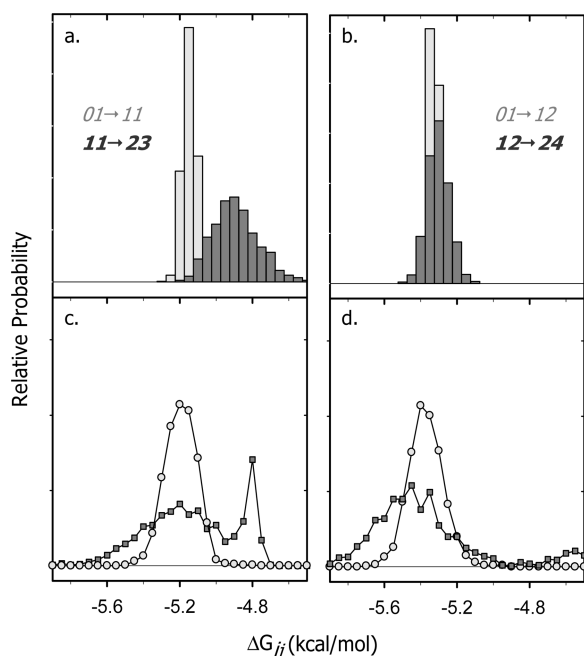 a.
01→11
11→23
b.
01→12
12→24
Relative Probability
c.
d.
-5.6 -5.2 -4.8 -5.6 -5.2 -4.8
ΔGij (kcal/mol)